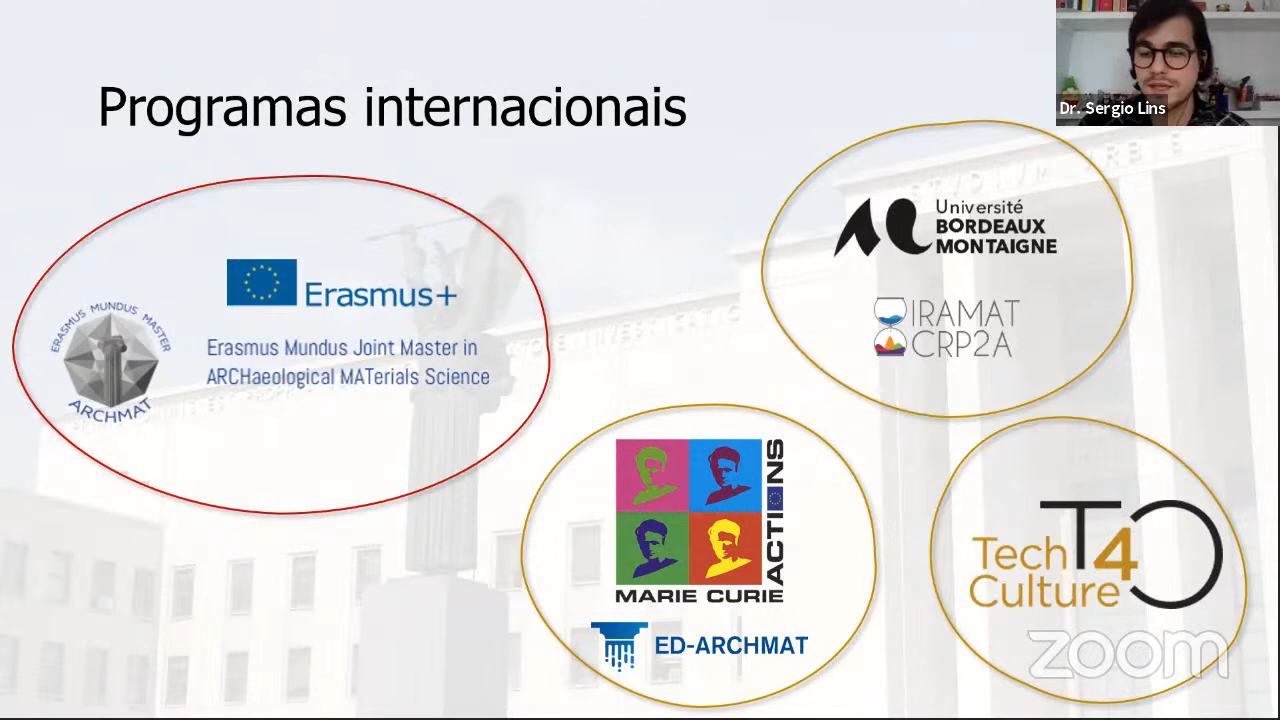 Programas internacionais
Dr. Sergio Lins
Erasmus+
ERASMUS MUNDUS MASTER
ARCHMAT
Erasmus Mundus Joint Master in
ARCHaeological MATerials Science
Université
BORDEAUX
MONTAIGNE
IRAMAT
CRP2A
ACTIONS
MARIE CURIE
ED-ARCHMAT
T4C
Tech
Culture
zoom